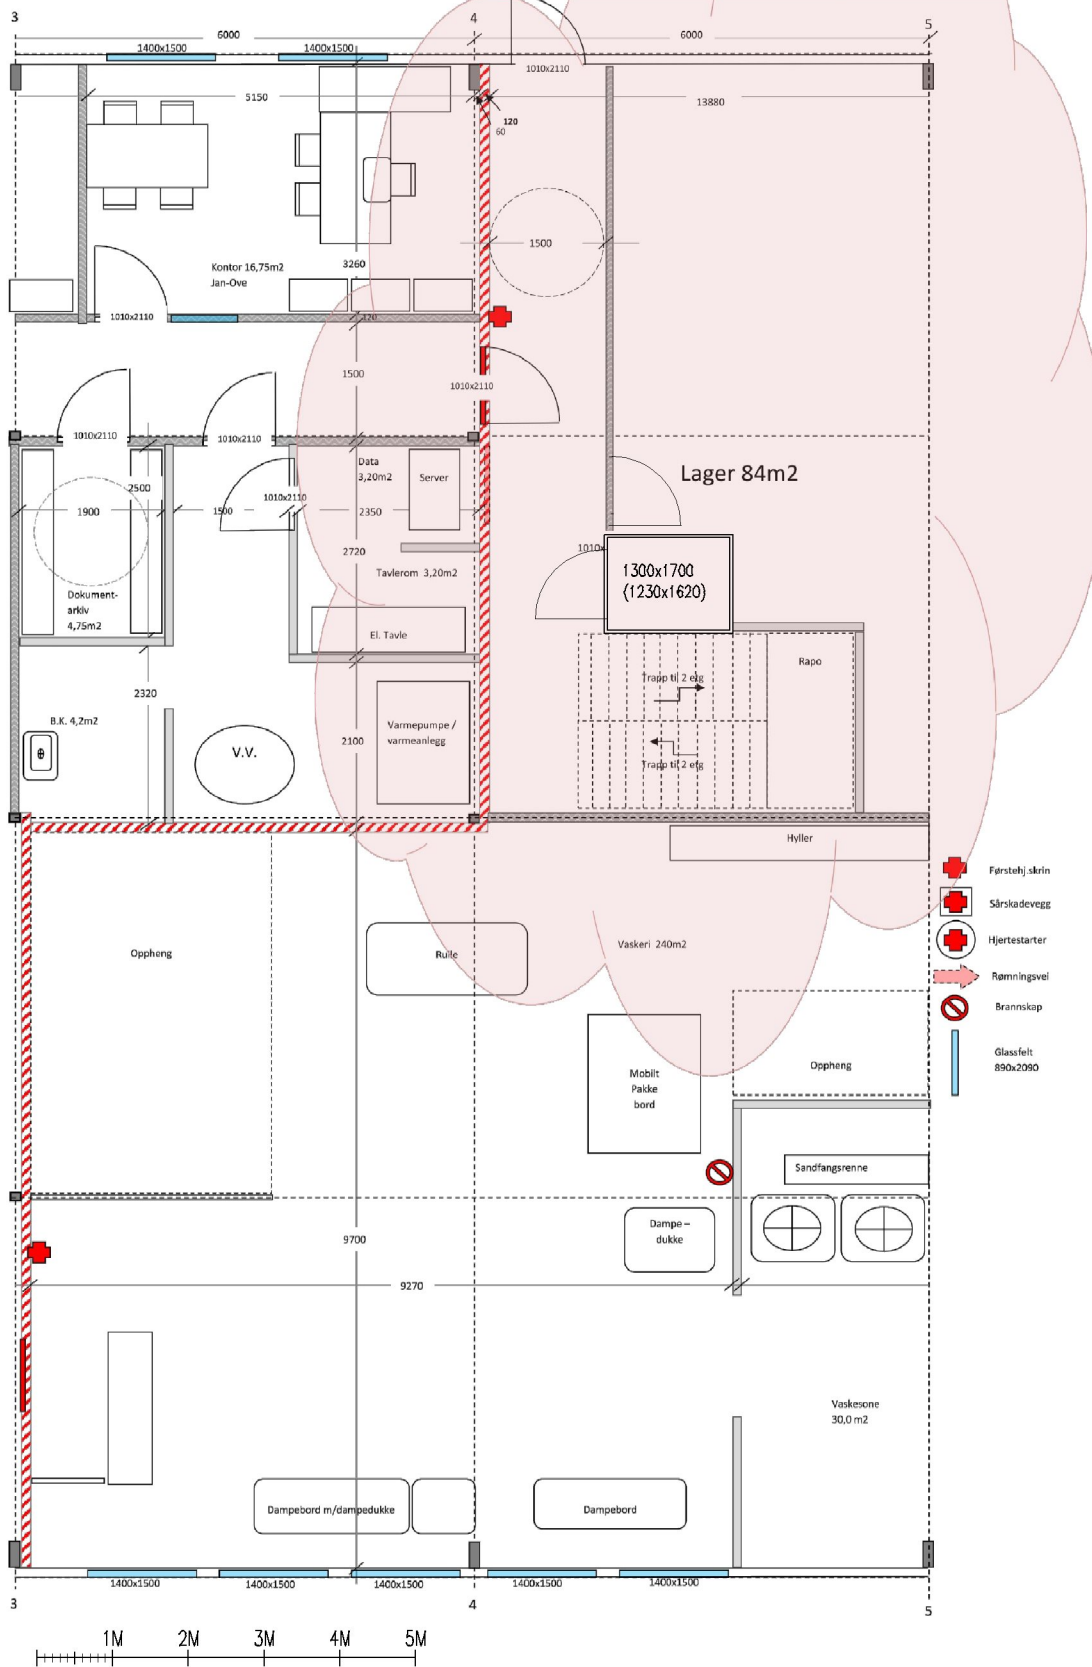 3
4
5
6000
6000
1400x1500
1400x1500
1010x2110
5150
13880
120
60
1500
Kontor 16,75m2
Jan-Ove
3260
1010x2110
120
1500
1010x2110
1010x2110
1010x2110
Data
3,20m2
Server
Lager 84m2
2500
1010x2110
1900
1500
2350
2720
1010x
1300x1700
(1230x1620)
Tavlerom 3,20m2
Dokument-
arkiv
4,75m2
El. Tavle
Rapo
Trapp til 2 etg
2320
B.K. 4,2m2
V.V.
2100
Varmepumpe /
varmeanlegg
Trapp til 2 etg
Hyller
Førstehj.skrin
Sårskadevegg
Hjertestarter
Rømningsvei
Brannskap
Glassfelt
890x2090
Oppheng
Rulle
Vaskeri 240m2
Mobilt
Pakke
bord
Oppheng
Sandfangsrenne
Dampe –
dukke
9700
9270
Vaskesone
30,0 m2
Dampebord m/dampedukke
Dampebord
1400x1500
1400x1500
1400x1500
1400x1500
1400x1500
3
4
5
1M
2M
3M
4M
5M